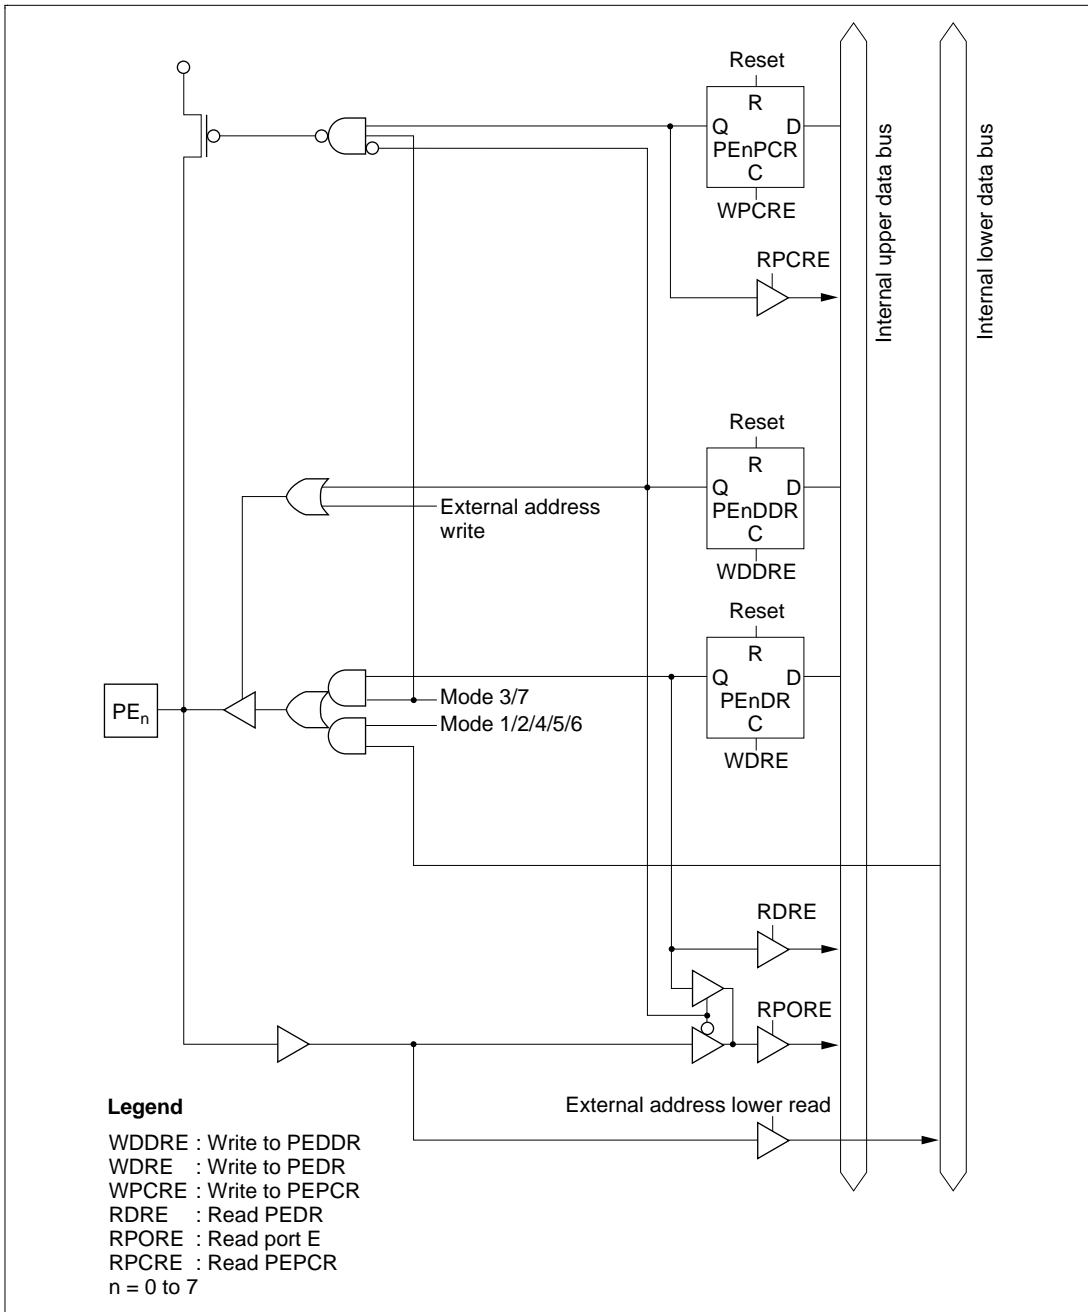 Reset
R
Q D
PEnPCR
C
WPCRE
RPCRE
Internal upper data bus
Internal lower data bus
Reset
R
Q D
PEnDDR
C
WDDRE
External address
write
Reset
R
Q D
PEnDR
C
WDRE
Mode 3/7
Mode 1/2/4/5/6
PEn
RDRE
RPORE
External address lower read
Legend
WDDRE : Write to PEDDR
WDRE : Write to PEDR
WPCRE : Write to PEPCR
RDRE : Read PEDR
RPORE : Read port E
RPCRE : Read PEPCR
n = 0 to 7